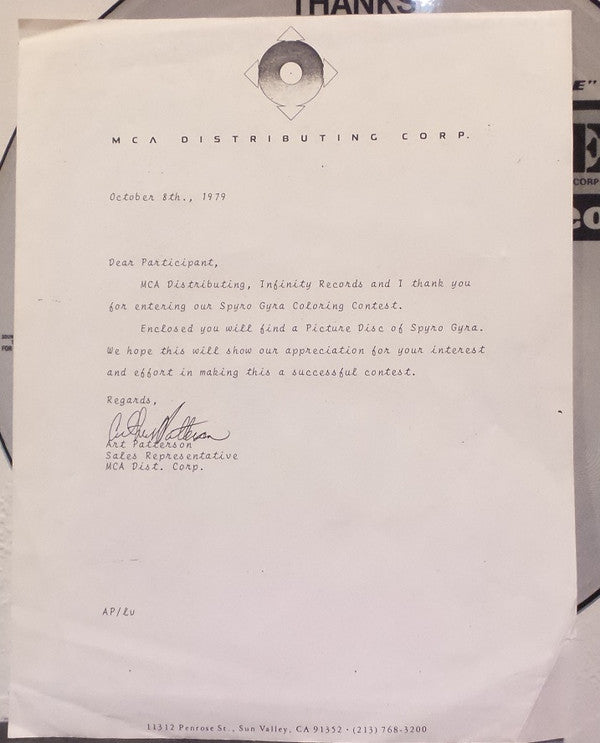 THANKS
MCA DISTRIBUTING CORP.
October 8th., 1979
Dear Participant,
MCA Distributing, Infinity Records and I thank you
for entering our Spyro Gyra Coloring Contest.
Enclosed you will find a Picture Disc of Spyro Gyra.
We hope this will show our appreciation for your interest
and effort in making this a successful contest.
Regards,
Art Patterson
Sales Representative
MCA Dist. Corp.
AP/lv
11312 Penrose St., Sun Valley, CA 91352 • (213) 768-3200
E"
E
CORP
FOR